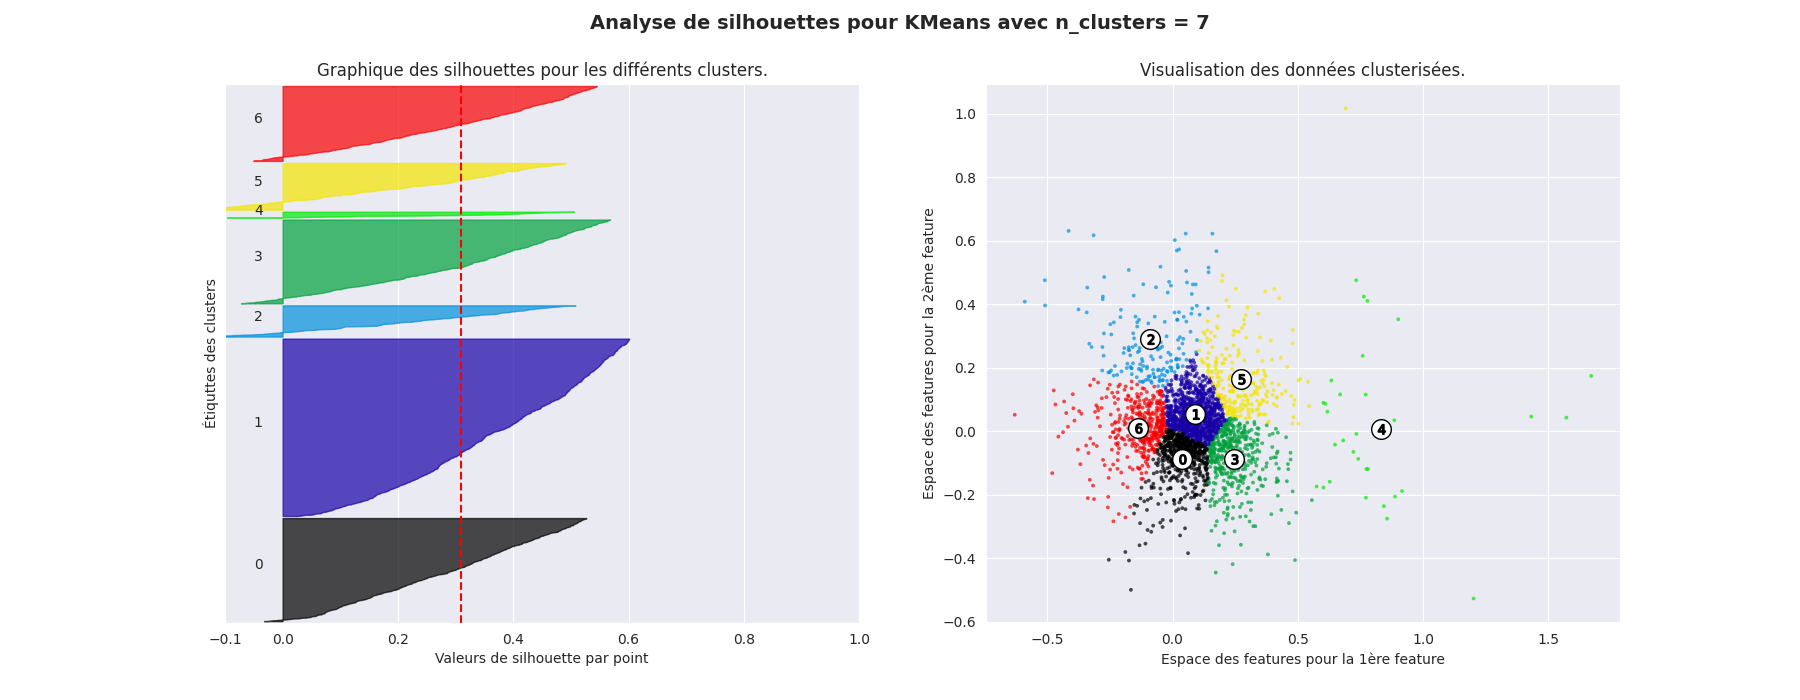 Analyse de silhouettes pour KMeans avec n_clusters = 7
Graphique des silhouettes pour les différents clusters.
Étiquttes des clusters
6
5
4
3
2
1
0
−0.1 0.0 0.2 0.4 0.6 0.8 1.0
Valeurs de silhouette par point
Visualisation des données clusterisées.
Espace des features pour la 2ème feature
1.0
0.8
0.6
0.4
0.2
0.0
−0.2
−0.4
−0.6
2
5
1
6
4
0
3
−0.5 0.0 0.5 1.0 1.5
Espace des features pour la 1ère feature